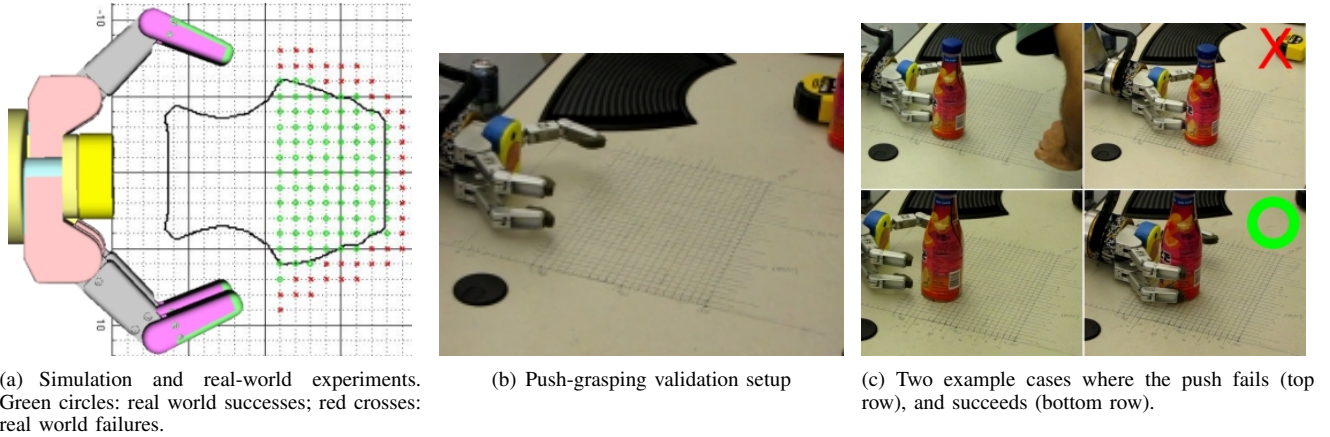 -10
10
X
(a) Simulation and real-world experiments.
Green circles: real world successes; red crosses:
real world failures.
(b) Push-grasping validation setup
(c) Two example cases where the push fails (top
row), and succeeds (bottom row).